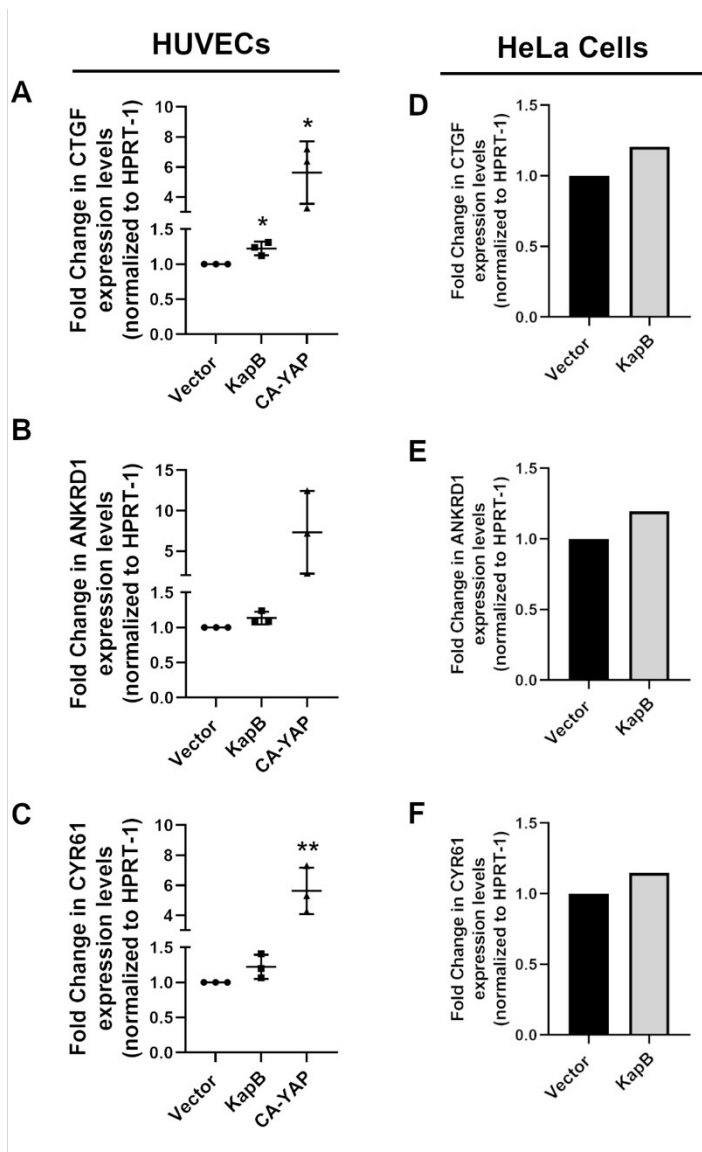 HUVECs
A
Fold Change in CTGF
expression levels
(normalized to HPRT-1)
10
8
6
4
1.5
1.0
0.5
0.0
*
*
Vector
KapB
CA-YAP
B
Fold Change in ANKRD1
expression levels
(normalized to HPRT-1)
15
10
5
1.5
1.0
0.5
0.0
Vector
KapB
CA-YAP
C
Fold Change in CYR61
expression levels
(normalized to HPRT-1)
10
8
6
4
1.5
1.0
0.5
0.0
**
Vector
KapB
CA-YAP
HeLa Cells
D
Fold Change in CTGF
expression levels
(normalized to HPRT-1)
1.5
1.0
0.5
0.0
Vector
KapB
E
Fold Change in ANKRD1
expression levels
(normalized to HPRT-1)
1.5
1.0
0.5
0.0
Vector
KapB
F
Fold Change in CYR61
expression levels
(normalized to HPRT-1)
1.5
1.0
0.5
0.0
Vector
KapB